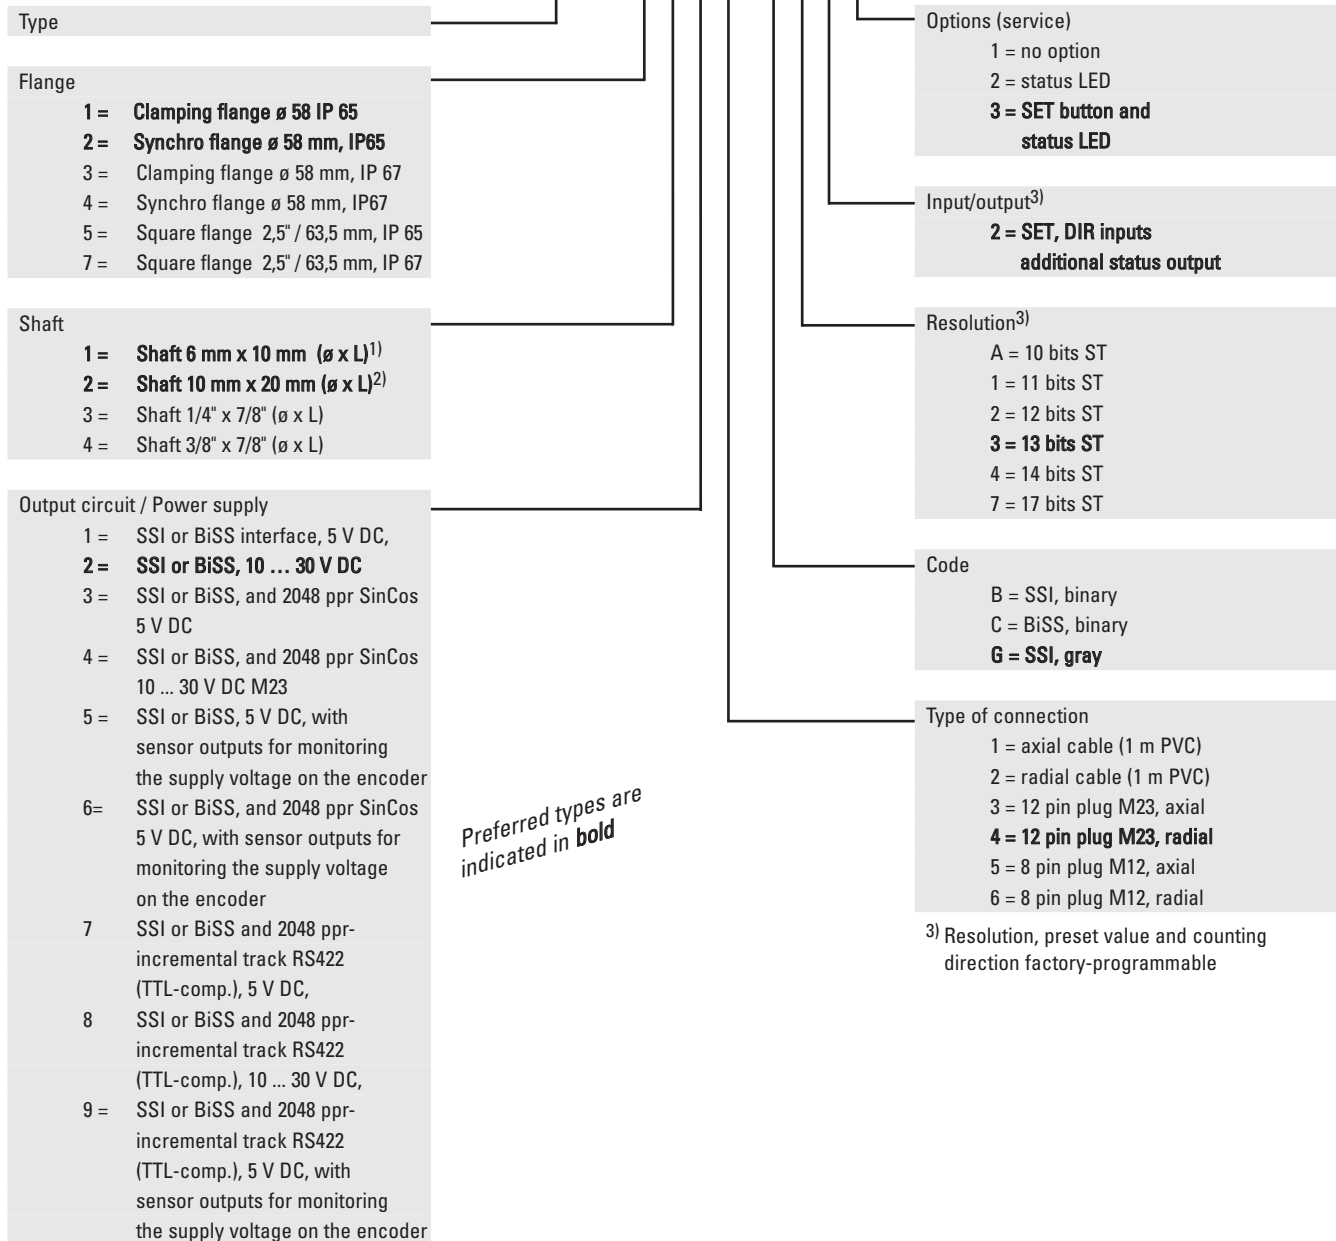 Type
Flange
1 = Clamping flange ø 58 IP 65
2 = Synchro flange ø 58 mm, IP65
3 = Clamping flange ø 58 mm, IP 67
4 = Synchro flange ø 58 mm, IP67
5 = Square flange 2,5" / 63,5 mm, IP 65
7 = Square flange 2,5" / 63,5 mm, IP 67
Shaft
1 = Shaft 6 mm x 10 mm (ø x L)1)
2 = Shaft 10 mm x 20 mm (ø x L)2)
3 = Shaft 1/4" x 7/8" (ø x L)
4 = Shaft 3/8" x 7/8" (ø x L)
Output circuit / Power supply
1 = SSI or BiSS interface, 5 V DC,
2 = SSI or BiSS, 10 … 30 V DC
3 = SSI or BiSS, and 2048 ppr SinCos
5 V DC
4 = SSI or BiSS, and 2048 ppr SinCos
10 ... 30 V DC M23
5 = SSI or BiSS, 5 V DC, with
sensor outputs for monitoring
the supply voltage on the encoder
6= SSI or BiSS, and 2048 ppr SinCos
5 V DC, with sensor outputs for
monitoring the supply voltage
on the encoder
7 SSI or BiSS and 2048 ppr-
incremental track RS422
(TTL-comp.), 5 V DC,
8 SSI or BiSS and 2048 ppr-
incremental track RS422
(TTL-comp.), 10 ... 30 V DC,
9 = SSI or BiSS and 2048 ppr-
incremental track RS422
(TTL-comp.), 5 V DC, with
sensor outputs for monitoring
the supply voltage on the encoder
Preferred types are
indicated in bold
Options (service)
1 = no option
2 = status LED
3 = SET button and
status LED
Input/output3)
2 = SET, DIR inputs
additional status output
Resolution3)
A = 10 bits ST
1 = 11 bits ST
2 = 12 bits ST
3 = 13 bits ST
4 = 14 bits ST
7 = 17 bits ST
Code
B = SSI, binary
C = BiSS, binary
G = SSI, gray
Type of connection
1 = axial cable (1 m PVC)
2 = radial cable (1 m PVC)
3 = 12 pin plug M23, axial
4 = 12 pin plug M23, radial
5 = 8 pin plug M12, axial
6 = 8 pin plug M12, radial
3) Resolution, preset value and counting
direction factory-programmable